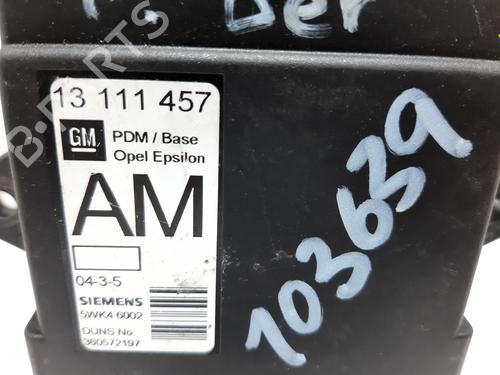 Der
13 111 457
GM
PDM / Base
Opel Epsilon
AM
04-3-5
SIEMENS
5WK4 6002
DUNS No:
360572197
103639
B-PARTS